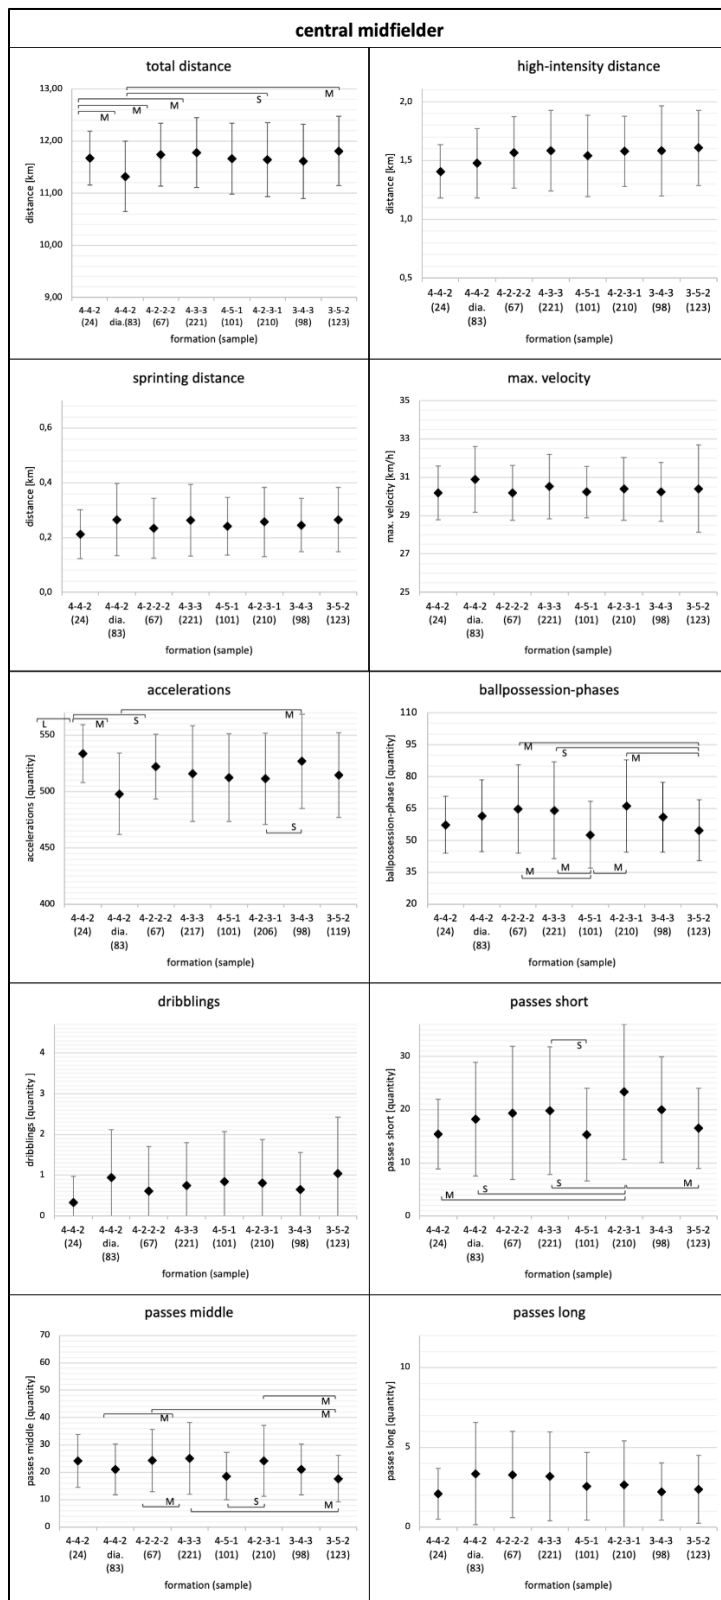 central midfielder
total distance
13,00
12,00
11,00
10,00
9,00
distance [km]
M
S
M
M
M
4-4-2 4-4-2 4-2-2-2 4-3-3 4-5-1 4-2-3-1 3-4-3 3-5-2
(24) dia.(83) (67) (221) (101) (210) (98) (123)
formation (sample)
high-intensity distance
2,0
1,5
1,0
0,5
distance [km]
4-4-2 4-4-2 4-2-2-2 4-3-3 4-5-1 4-2-3-1 3-4-3 3-5-2
(24) dia. (67) (221) (101) (210) (98) (123)
(83)
formation (sample)
sprinting distance
0,6
0,4
0,2
0,0
distance [km]
4-4-2 4-4-2 4-2-2-2 4-3-3 4-5-1 4-2-3-1 3-4-3 3-5-2
(24) dia. (67) (221) (101) (210) (98) (123)
(83)
formation (sample)
max. velocity
35
33
31
29
27
25
max. velocity [km/h]
4-4-2 4-4-2 4-2-2-2 4-3-3 4-5-1 4-2-3-1 3-4-3 3-5-2
(24) dia. (67) (221) (101) (210) (98) (123)
(83)
formation (sample)
accelerations
550
500
450
400
accelerations [quantity]
L M S M
S
4-4-2 4-4-2 4-2-2-2 4-3-3 4-5-1 4-2-3-1 3-4-3 3-5-2
(24) dia. (67) (217) (101) (206) (98) (119)
(83)
formation (sample)
ballpossession-phases
110
95
80
65
50
35
20
ballpossession-phases [quantity]
M
S
M
M M M
4-4-2 4-4-2 4-2-2-2 4-3-3 4-5-1 4-2-3-1 3-4-3 3-5-2
(24) dia. (67) (221) (101) (210) (98) (123)
(83)
formation (sample)
dribblings
4
3
2
1
0
dribblings [quantity ]
4-4-2 4-4-2 4-2-2-2 4-3-3 4-5-1 4-2-3-1 3-4-3 3-5-2
(24) dia. (67) (221) (101) (210) (98) (123)
(83)
formation (sample)
passes short
30
20
10
0
passes short [quantity]
S
S S M
M
4-4-2 4-4-2 4-2-2-2 4-3-3 4-5-1 4-2-3-1 3-4-3 3-5-2
(24) dia. (67) (221) (101) (210) (98) (123)
(83)
formation (sample)
passes middle
70
60
50
40
30
20
10
0
passes middle [quantity]
M
M M
M S M
4-4-2 4-4-2 4-2-2-2 4-3-3 4-5-1 4-2-3-1 3-4-3 3-5-2
(24) dia. (67) (221) (101) (210) (98) (123)
(83)
formation (sample)
passes long
10
5
0
passes long [quantity]
4-4-2 4-4-2 4-2-2-2 4-3-3 4-5-1 4-2-3-1 3-4-3 3-5-2
(24) dia. (67) (221) (101) (210) (98) (123)
(83)
formation (sample)